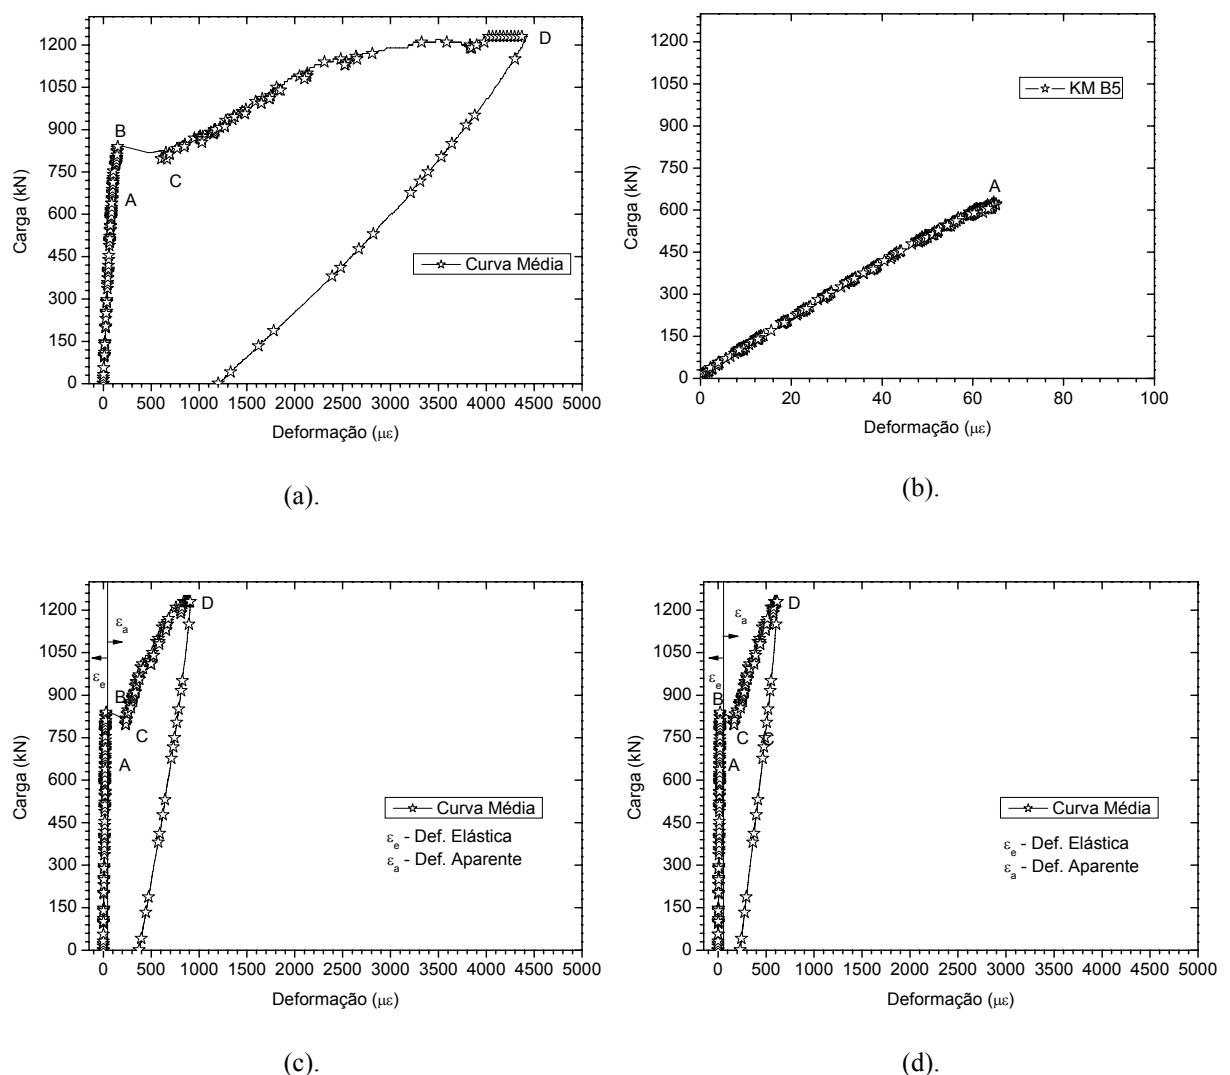 1200
1050
900
750
600
450
300
150
0
Carga (kN)
B
A
C
D
Curva Média
0 500 1000 1500 2000 2500 3000 3500 4000 4500 5000
Deformação (με)
(a).
1200
1050
900
750
600
450
300
150
0
Carga (kN)
KM B5
A
0 20 40 60 80 100
Deformação (με)
(b).
1200
1050
900
750
600
450
300
150
0
Carga (kN)
D
εa
εe
B
C
A
Curva Média
εe - Def. Elástica
εa - Def. Aparente
0 500 1000 1500 2000 2500 3000 3500 4000 4500 5000
Deformação (με)
(c).
1200
1050
900
750
600
450
300
150
0
Carga (kN)
D
εa
εe
B
C C
A
Curva Média
εe - Def. Elástica
εa - Def. Aparente
0 500 1000 1500 2000 2500 3000 3500 4000 4500 5000
Deformação (με)
(d).